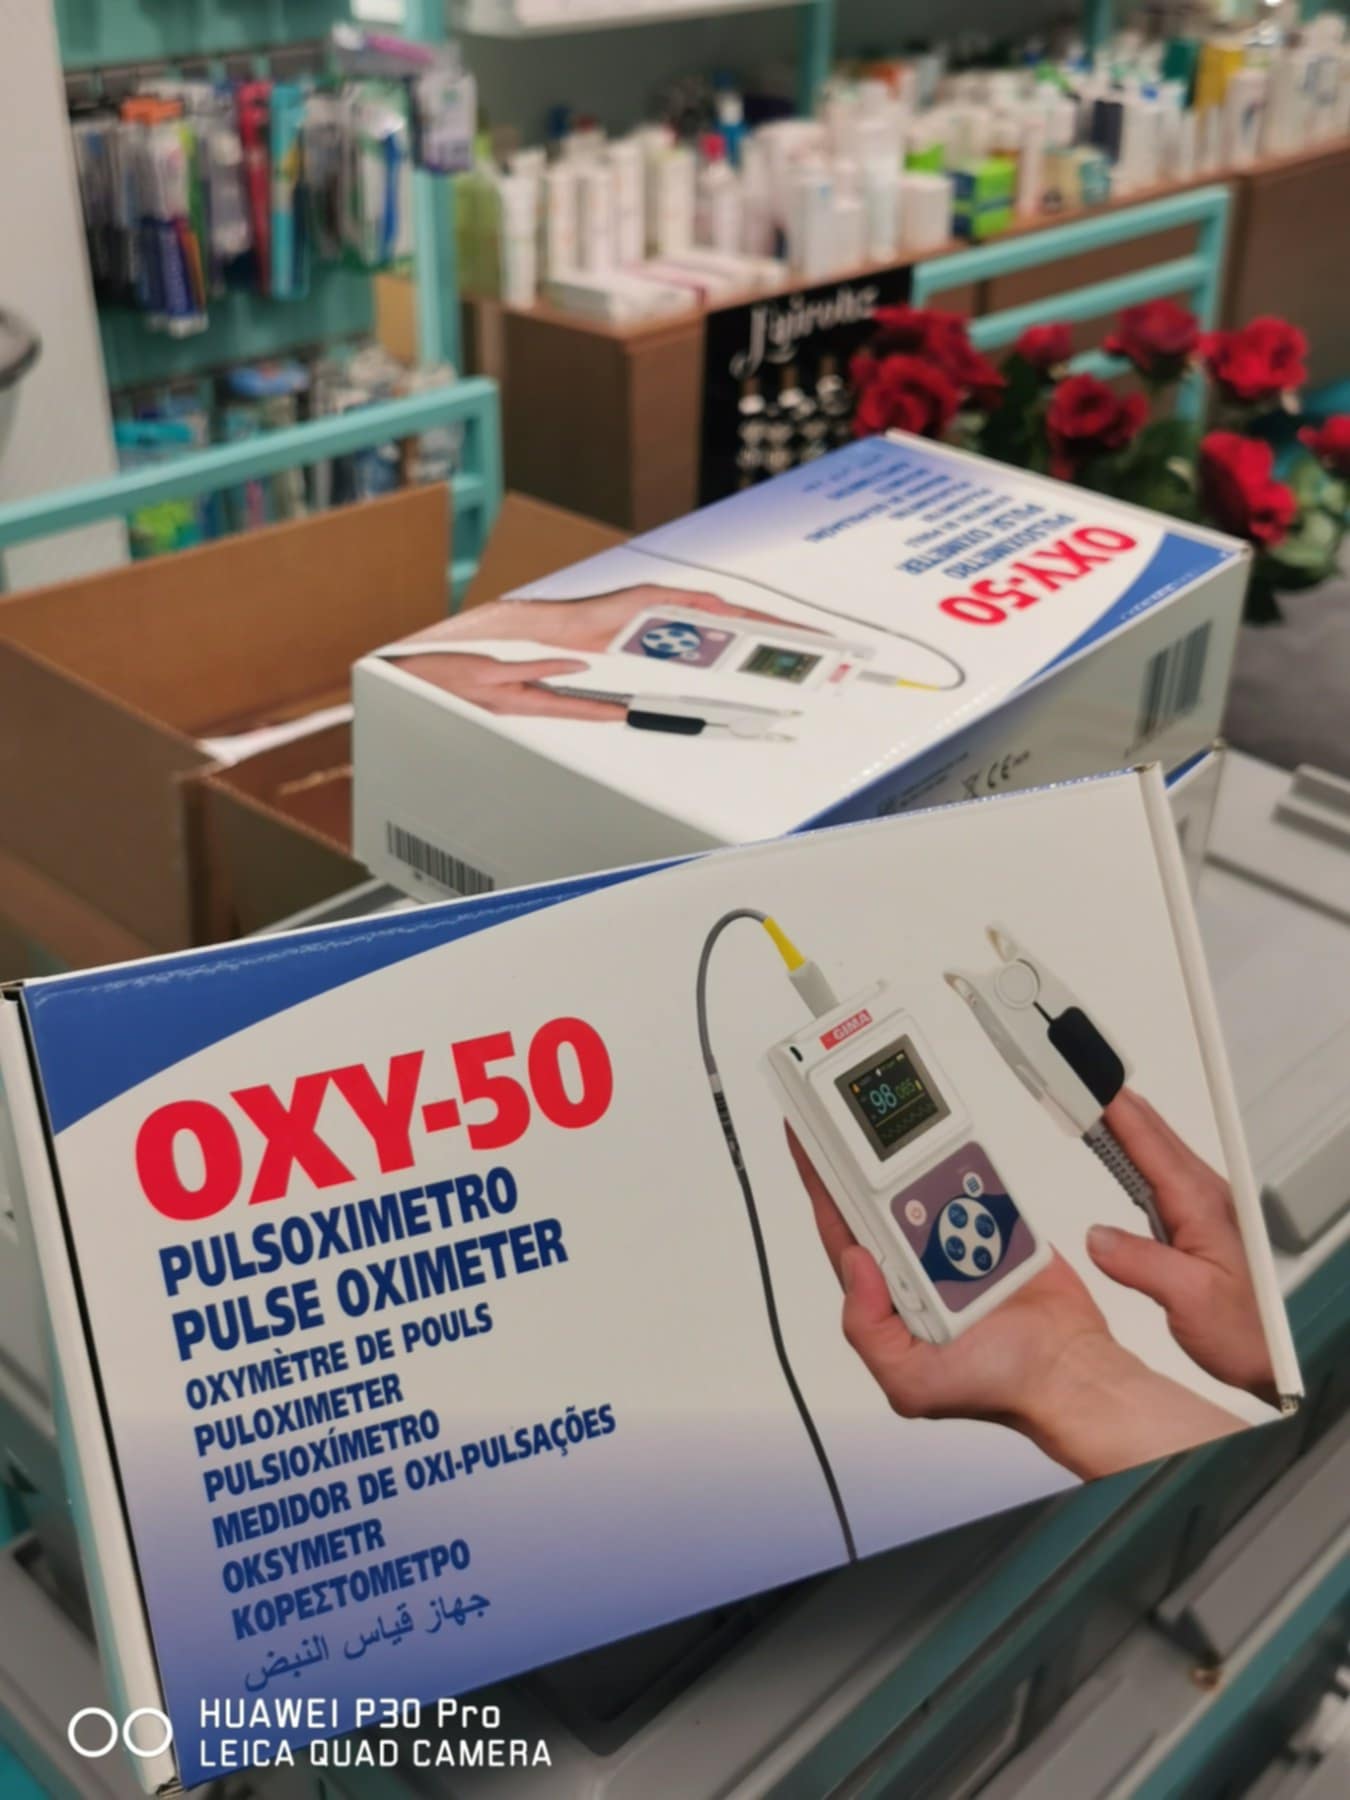 OXY-50
PULSOXIMETRO
PULSE OXIMETER
OXY-50
PULSOXIMETRO
PULSE OXIMETER
OXYMÈTRE DE POULS
PULOXIMETER
PULSIOXÍMETRO
MEDIDOR DE OXI-PULSAÇÕES
OKSYMETR
ΚΟΡΕΣΤΟΜΕΤΡΟ
جهاز قياس النبض
GIMA
98 065
HUAWEI P30 Pro
LEICA QUAD CAMERA